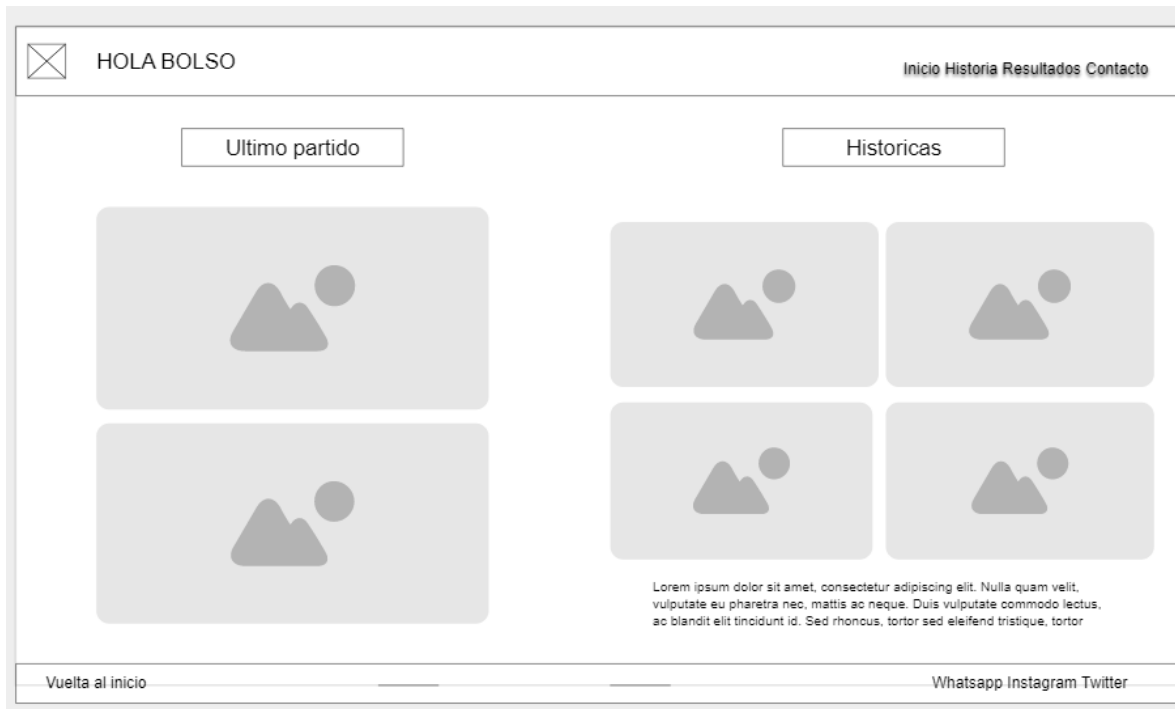 HOLA BOLSO
Inicio Historia Resultados Contacto
Ultimo partido
Historicas
Lorem ipsum dolor sit amet, consectetur adipiscing elit. Nulla quam velit,
vulputate eu pharetra nec, mattis ac neque. Duis vulputate commodo lectus,
ac blandit elit tincidunt id. Sed rhoncus, tortor sed eleifend tristique, tortor
Vuelta al inicio
Whatsapp Instagram Twitter